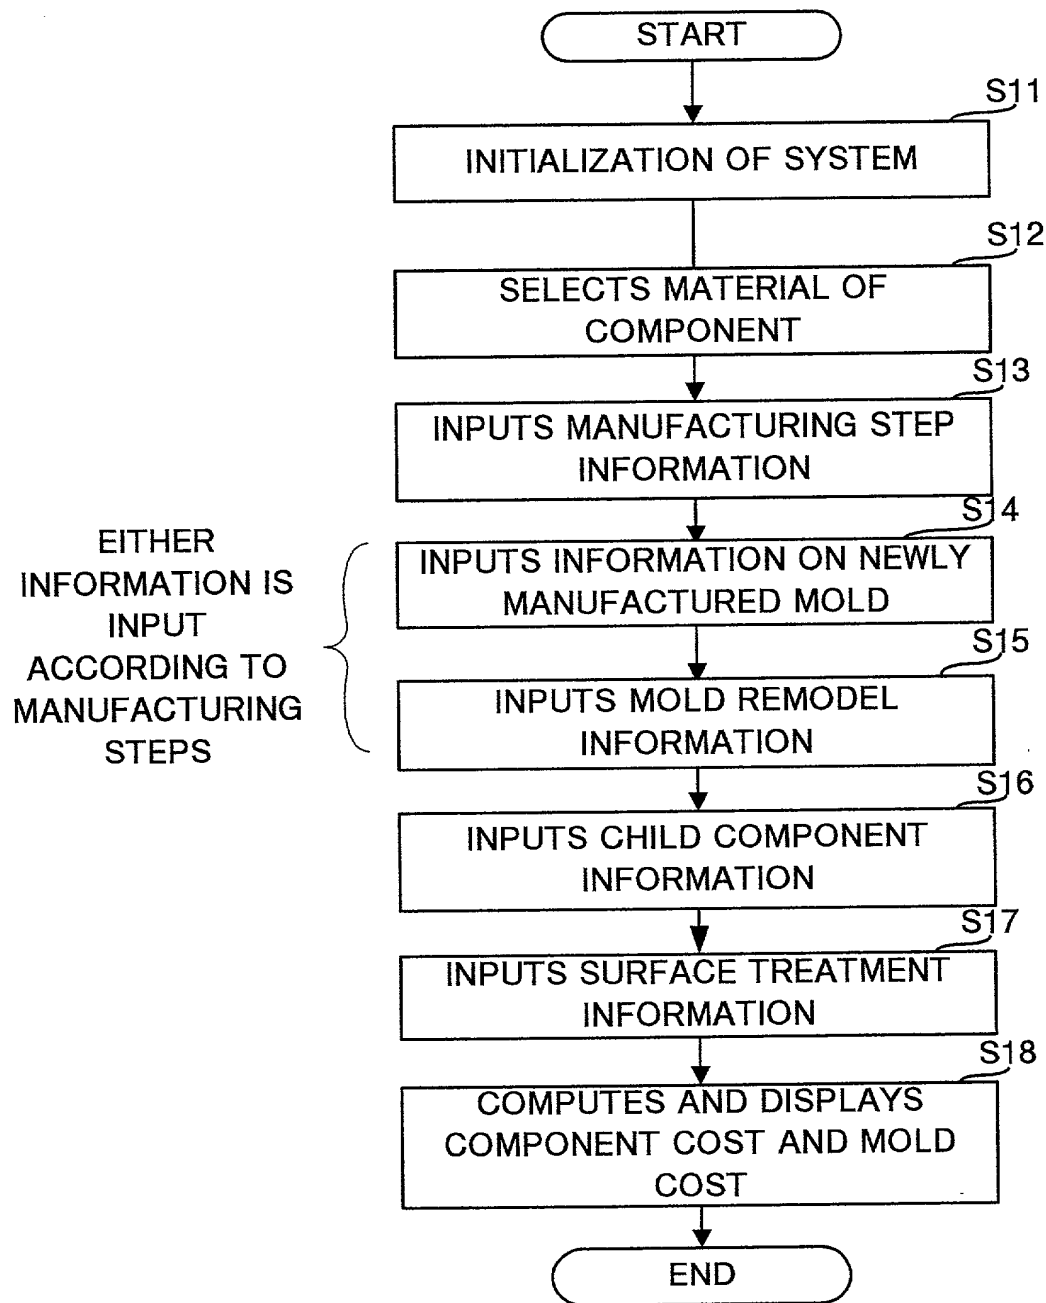 START
S11
INITIALIZATION OF SYSTEM
S12
SELECTS MATERIAL OF
COMPONENT
S13
INPUTS MANUFACTURING STEP
INFORMATION
S14
INPUTS INFORMATION ON NEWLY
MANUFACTURED MOLD
EITHER
INFORMATION IS
INPUT
ACCORDING TO
MANUFACTURING
STEPS
S15
INPUTS MOLD REMODEL
INFORMATION
S16
INPUTS CHILD COMPONENT
INFORMATION
S17
INPUTS SURFACE TREATMENT
INFORMATION
S18
COMPUTES AND DISPLAYS
COMPONENT COST AND MOLD
COST
END